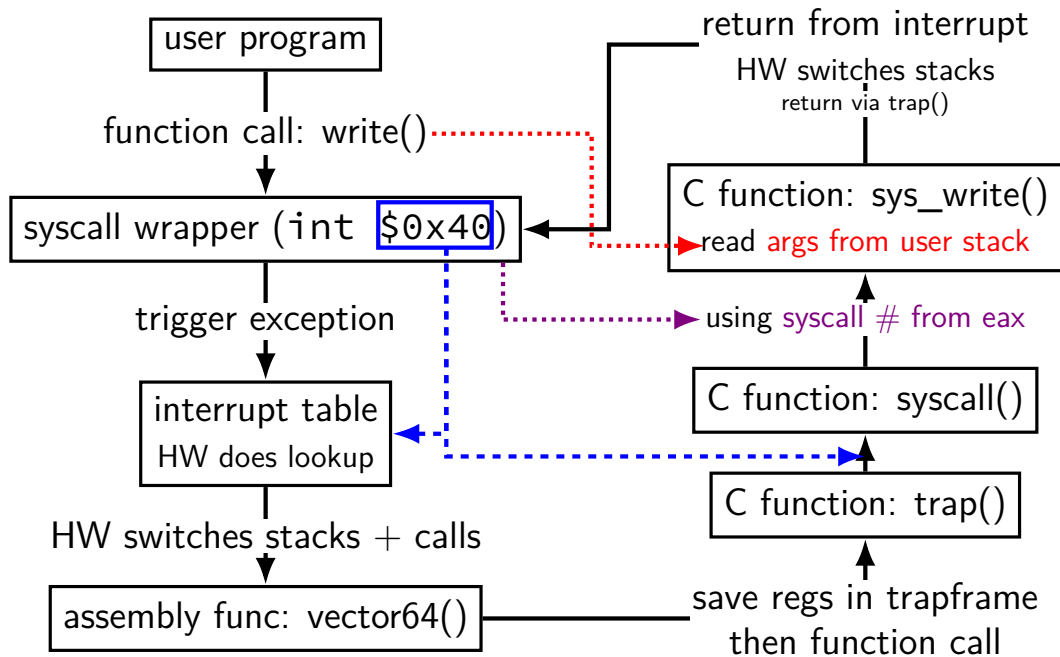 user program
function call: write()
syscall wrapper (int $0x40)
trigger exception
interrupt table
HW does lookup
HW switches stacks + calls
assembly func: vector64()
save regs in trapframe
then function call
C function: trap()
C function: syscall()
using syscall # from eax
C function: sys_write()
read args from user stack
return from interrupt
HW switches stacks
return via trap()